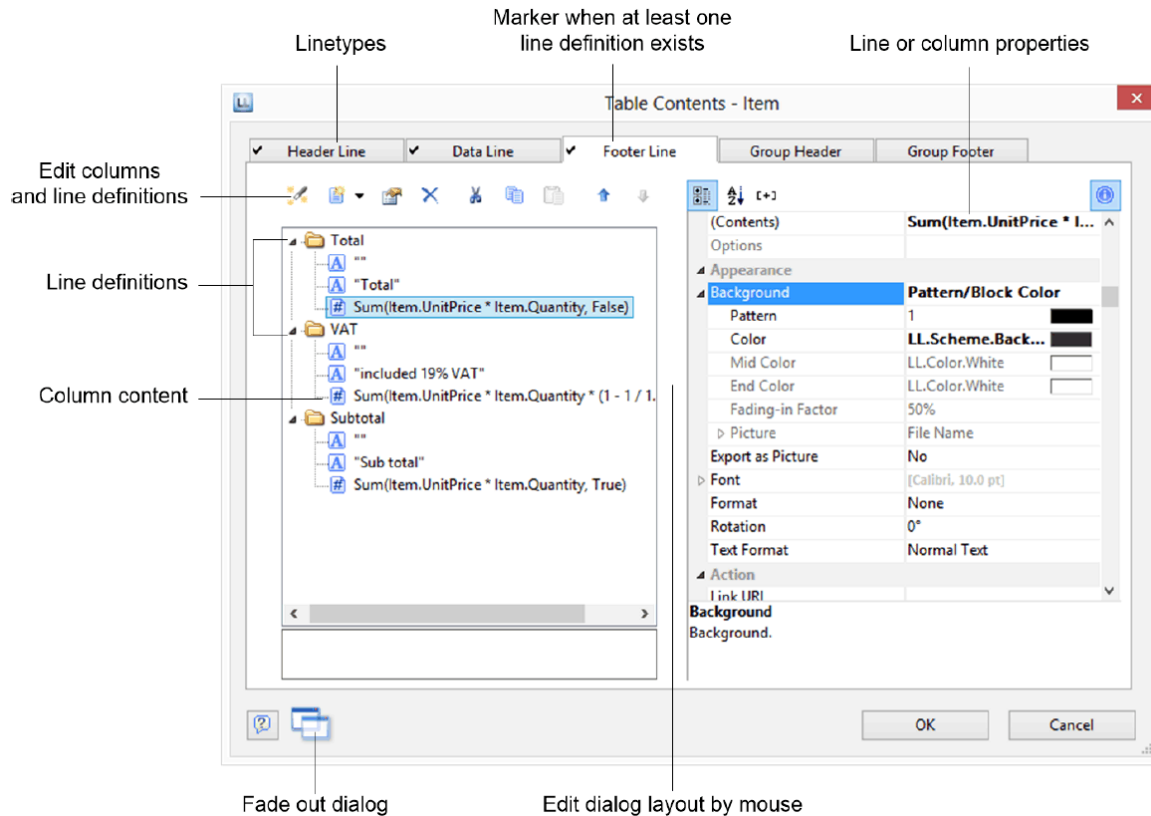 Marker when at least one
line definition exists
Linetypes
Line or column properties
LL
Table Contents - Item
Header Line
Data Line
Footer Line
Group Header
Group Footer
Edit columns
and line definitions
Line definitions
Column content
Total
A ""
A "Total"
# Sum(Item.UnitPrice * Item.Quantity, False)
VAT
A ""
A "included 19% VAT"
# Sum(Item.UnitPrice * Item.Quantity * (1 - 1 / 1.
Subtotal
A ""
A "Sub total"
# Sum(Item.UnitPrice * Item.Quantity, True)
A Z [+]
(Contents) Sum(Item.UnitPrice * I...
Options
Appearance
Background Pattern/Block Color
Pattern 1
Color LL.Scheme.Back...
Mid Color LL.Color.White
End Color LL.Color.White
Fading-in Factor 50%
Picture File Name
Export as Picture No
Font [Calibri, 10.0 pt]
Format None
Rotation 0°
Text Format Normal Text
Action
Link URL
Background
Background.
?
OK
Cancel
Fade out dialog
Edit dialog layout by mouse